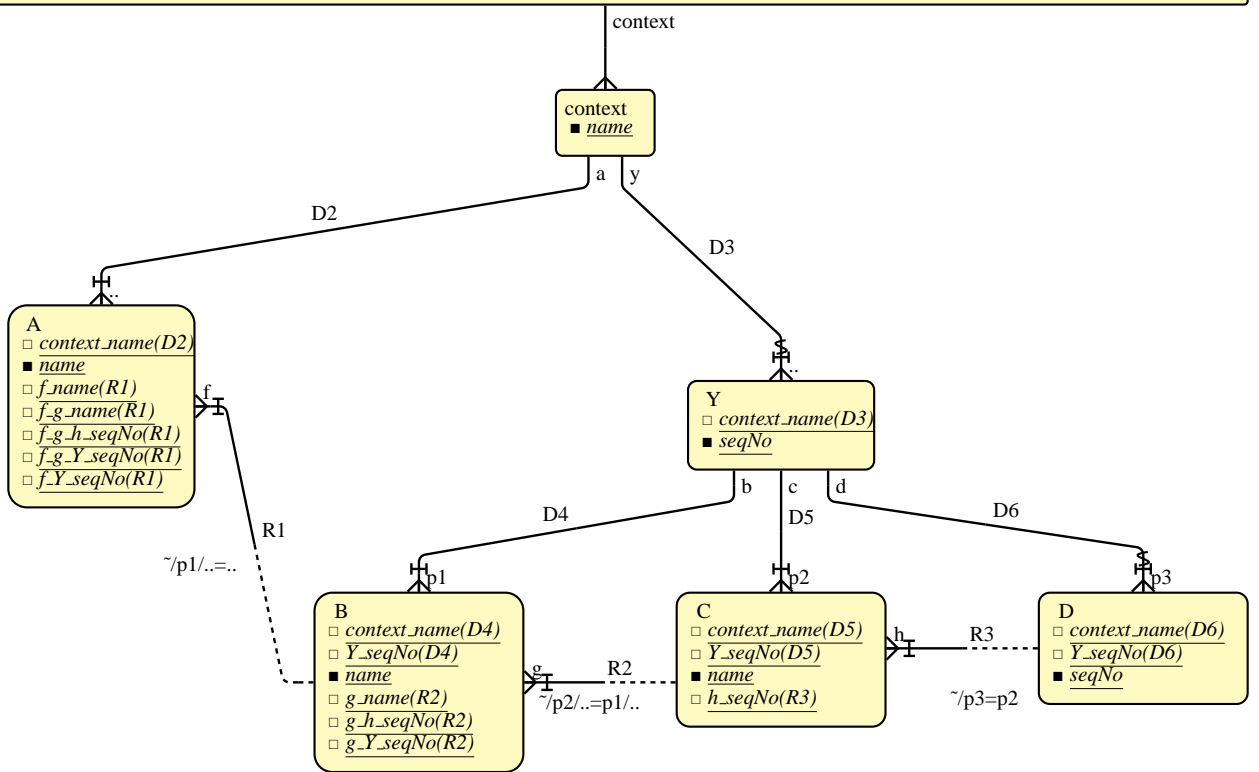 context
context
name
a
y
D2
D3
..
..
A
context_name(D2)
name
f_name(R1)
f_g_name(R1)
f_g_h_seqNo(R1)
f_g_Y_seqNo(R1)
f_Y_seqNo(R1)
f
Y
context_name(D3)
seqNo
b
c
d
D4
D5
D6
R1
~/p1/..=..
p1
p2
p3
B
context_name(D4)
Y_seqNo(D4)
name
g_name(R2)
g_h_seqNo(R2)
g_Y_seqNo(R2)
g
R2
~/p2/..=p1/..
C
context_name(D5)
Y_seqNo(D5)
name
h_seqNo(R3)
h
R3
~/p3=p2
D
context_name(D6)
Y_seqNo(D6)
seqNo